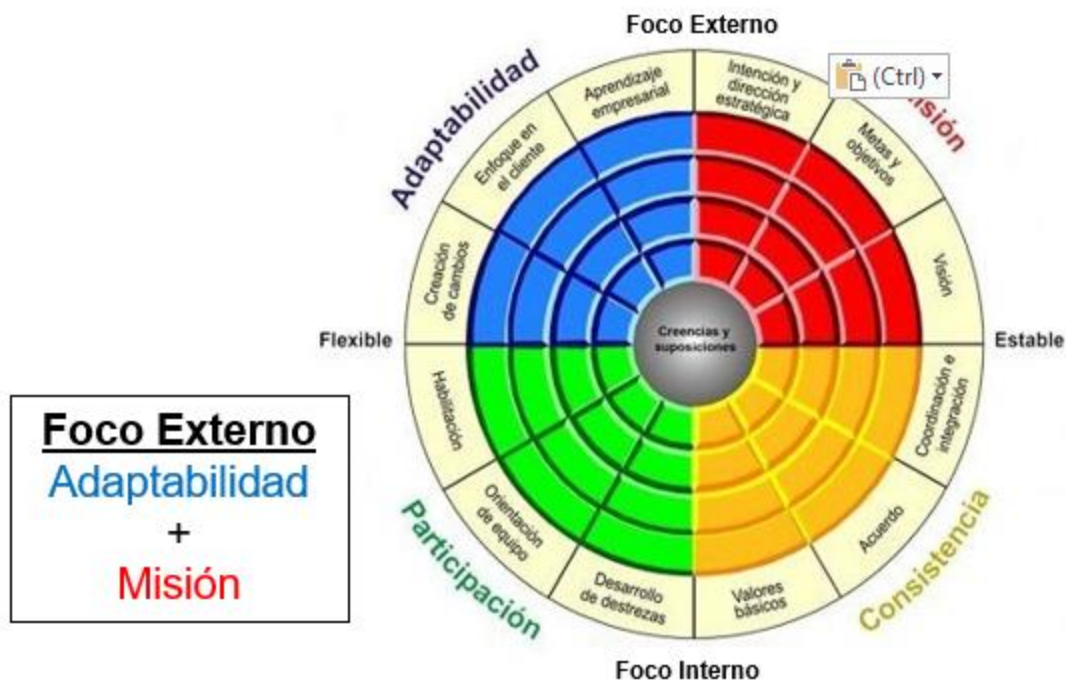 Foco Externo
(Ctrl)
Adaptabilidad
Aprendizaje
empresarial
Intención y
dirección
estratégica
Metas y
objetivos
Enfoque en
el cliente
Visión
Creación
de cambios
Flexible
Creencias y
suposiciones
Estable
Habilitación
Coordinación e
integración
Foco Externo
Adaptabilidad
+
Misión
Orientación
de equipo
Acuerdo
Participación
Desarrollo
de destrezas
Valores
básicos
Consistencia
Foco Interno